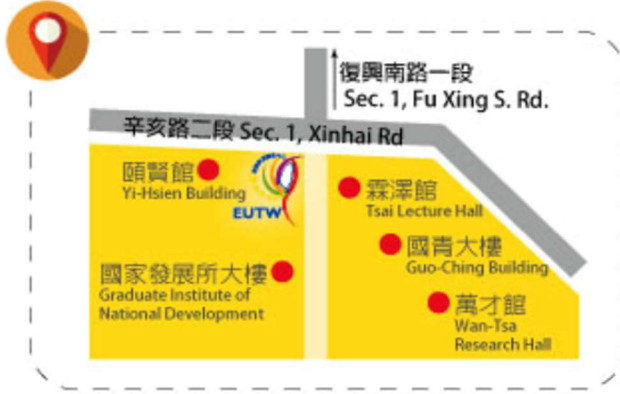 復興南路一段
Sec. 1, Fu Xing S. Rd.
辛亥路二段 Sec. 1, Xinhai Rd
頤賢館
Yi-Hsien Building
EUTW
霖澤館
Tsai Lecture Hall
國青大樓
Guo-Ching Building
國家發展所大樓
Graduate Institute of
National Development
萬才館
Wan-Tsa
Research Hall